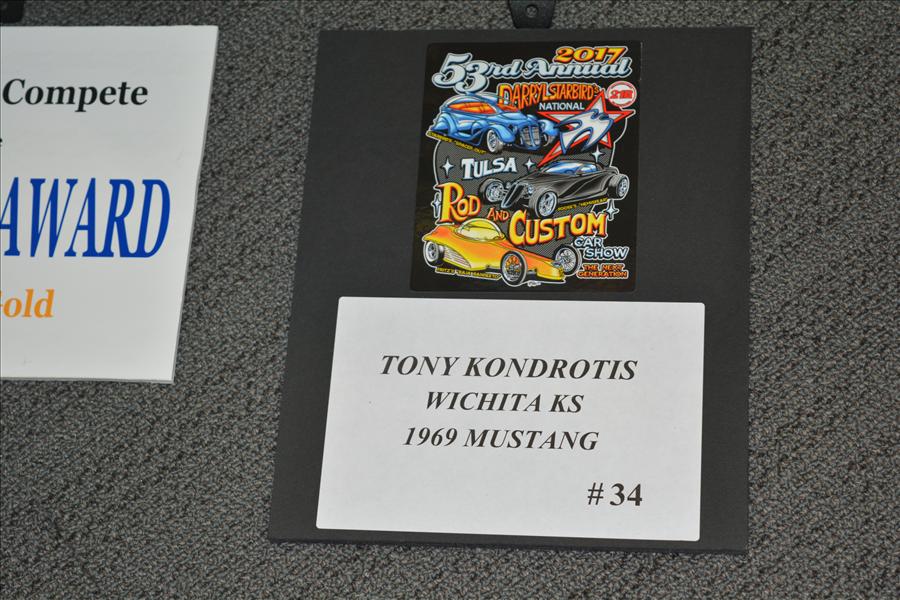 Compete
AWARD
Gold
2017
53rd Annual
DARRYL STARBIRD'S
NATIONAL
TULSA
ROD AND CUSTOM
CAR
SHOW
THE NEXT
GENERATION
TONY KONDROTIS
WICHITA KS
1969 MUSTANG
#34